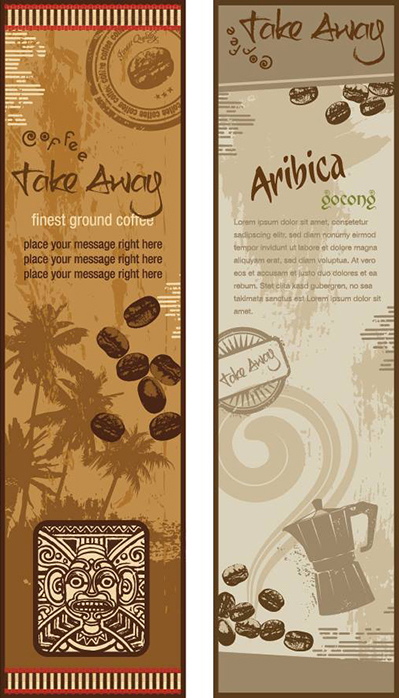 Coffee
Take Away
finest ground coffee
place your message right here
place your message right here
place your message right here
Take Away
Aribica
gocong
Lorem ipsum dolor sit amet, consetetur
sadipscing elitr, sed diam nonumy eirmod
tempor invidunt ut labore et dolore magna
aliquyam erat, sed diam voluptua. At vero
eos et accusam et justo duo dolores et ea
rebum. Stet clita kasd gubergren, no sea
takimata sanctus est Lorem ipsum dolor sit
amet.
Take Away